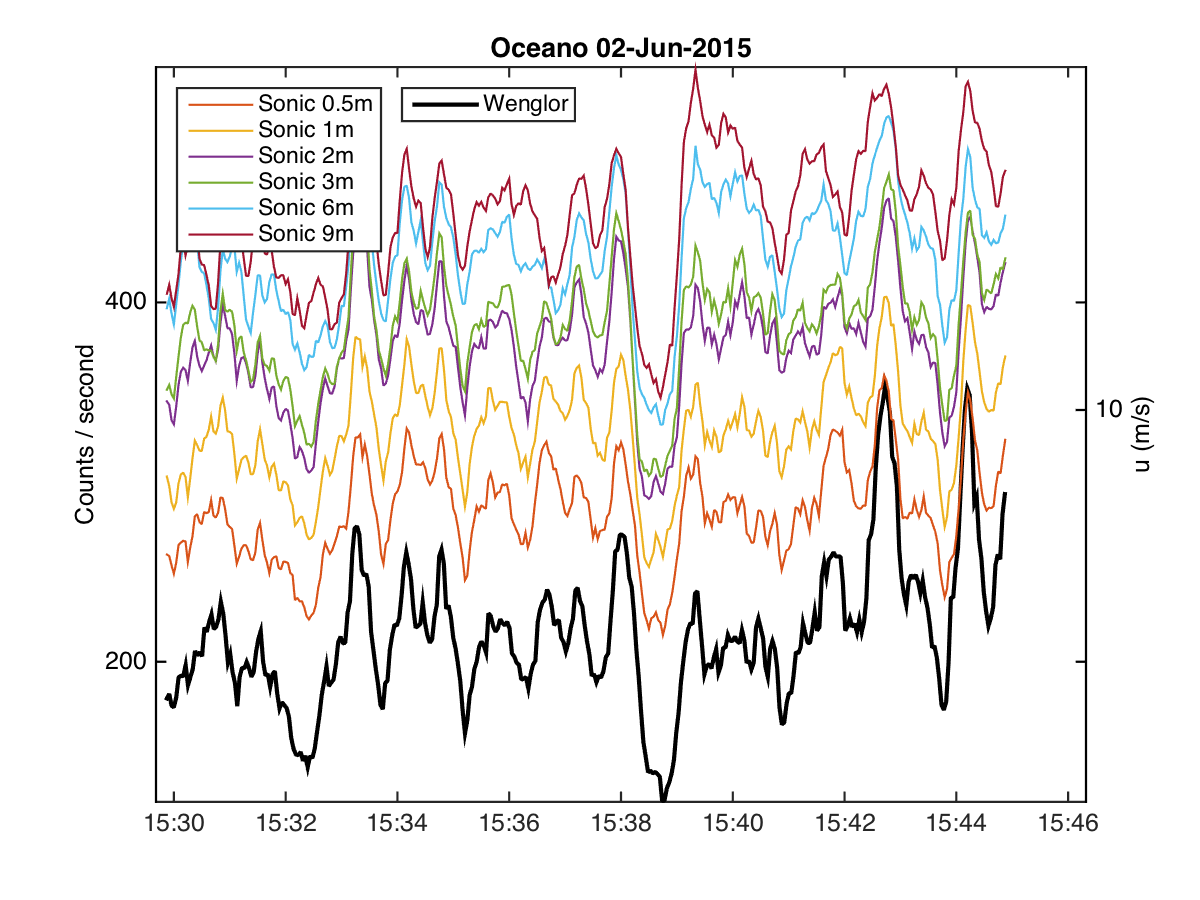 Oceano 02-Jun-2015
Sonic 0.5m
Sonic 1m
Sonic 2m
Sonic 3m
Sonic 6m
Sonic 9m
Wenglor
Counts / second
400
200
10
u (m/s)
15:30 15:32 15:34 15:36 15:38 15:40 15:42 15:44 15:46